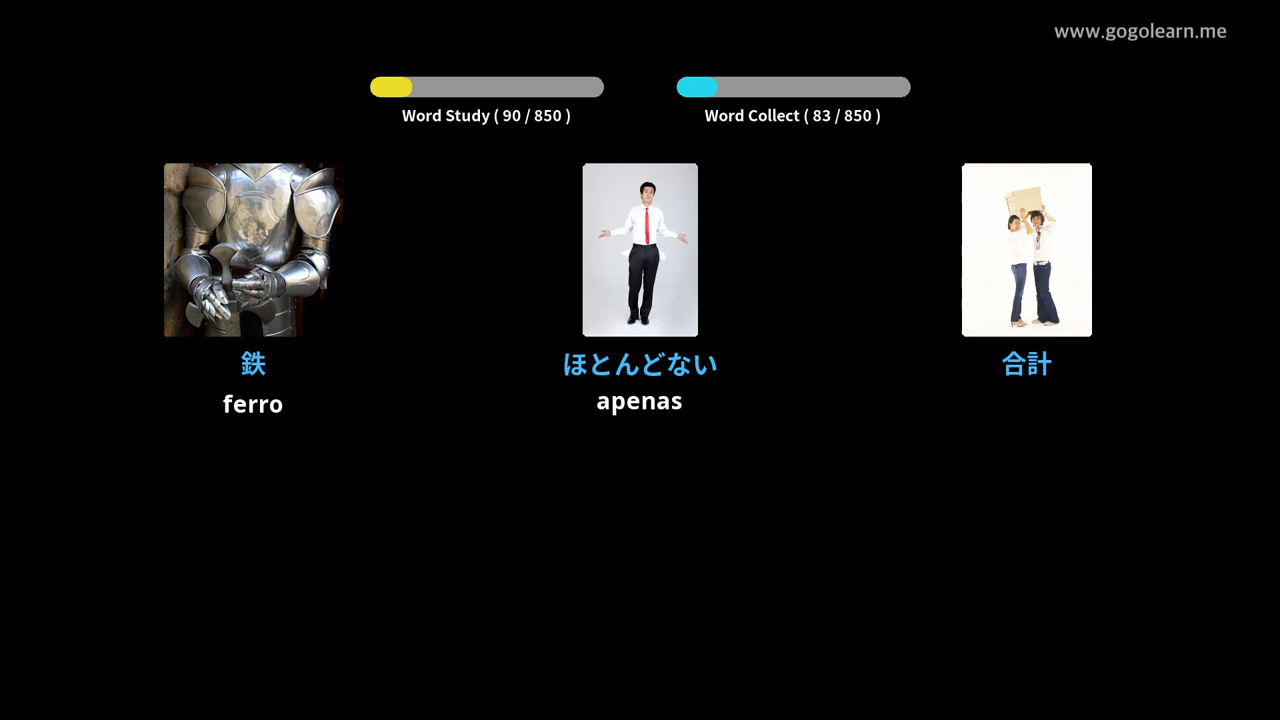 www.gogolearn.me
Word Study ( 90 / 850 )
Word Collect ( 83 / 850 )
鉄
ferro
ほとんどない
apenas
合計